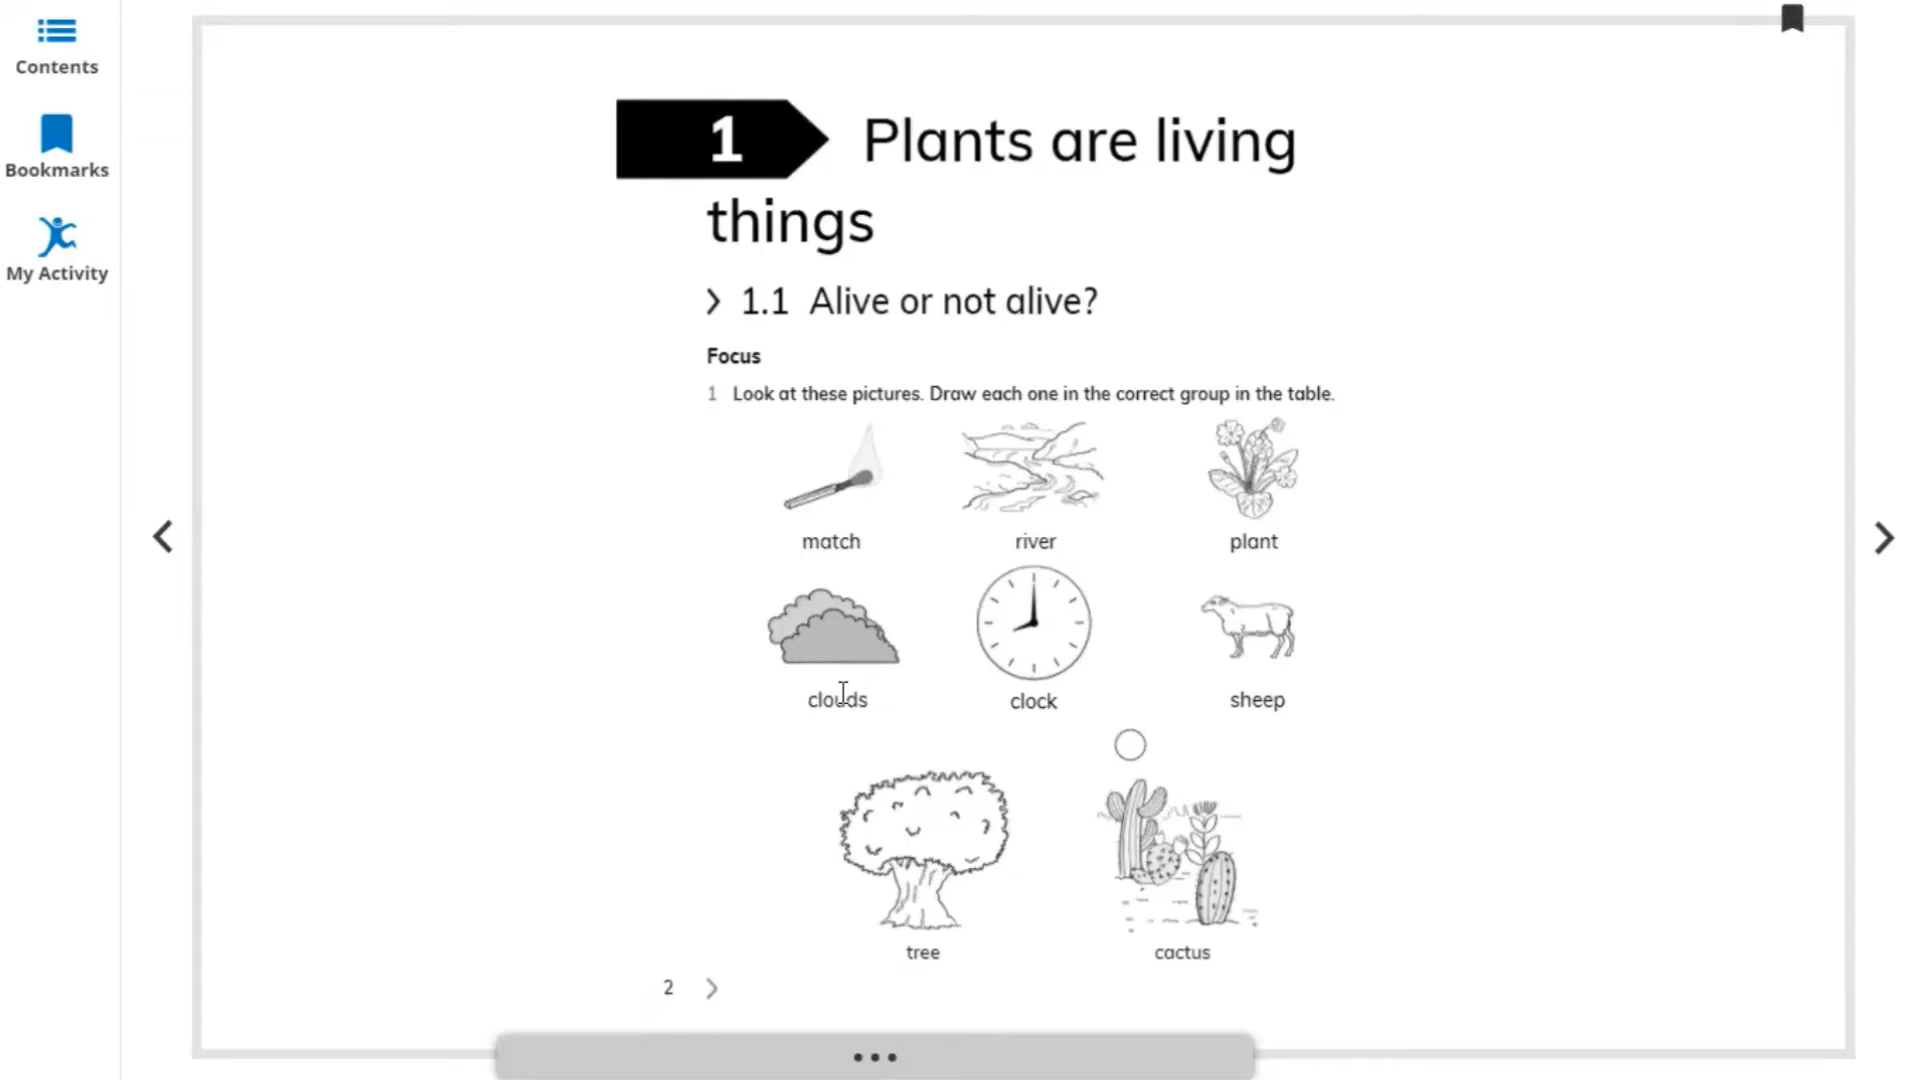 Contents
Bookmarks
My Activity
1 Plants are living
things
1.1 Alive or not alive?
Focus
1 Look at these pictures. Draw each one in the correct group in the table.
match river plant
clouds clock sheep
tree cactus
2